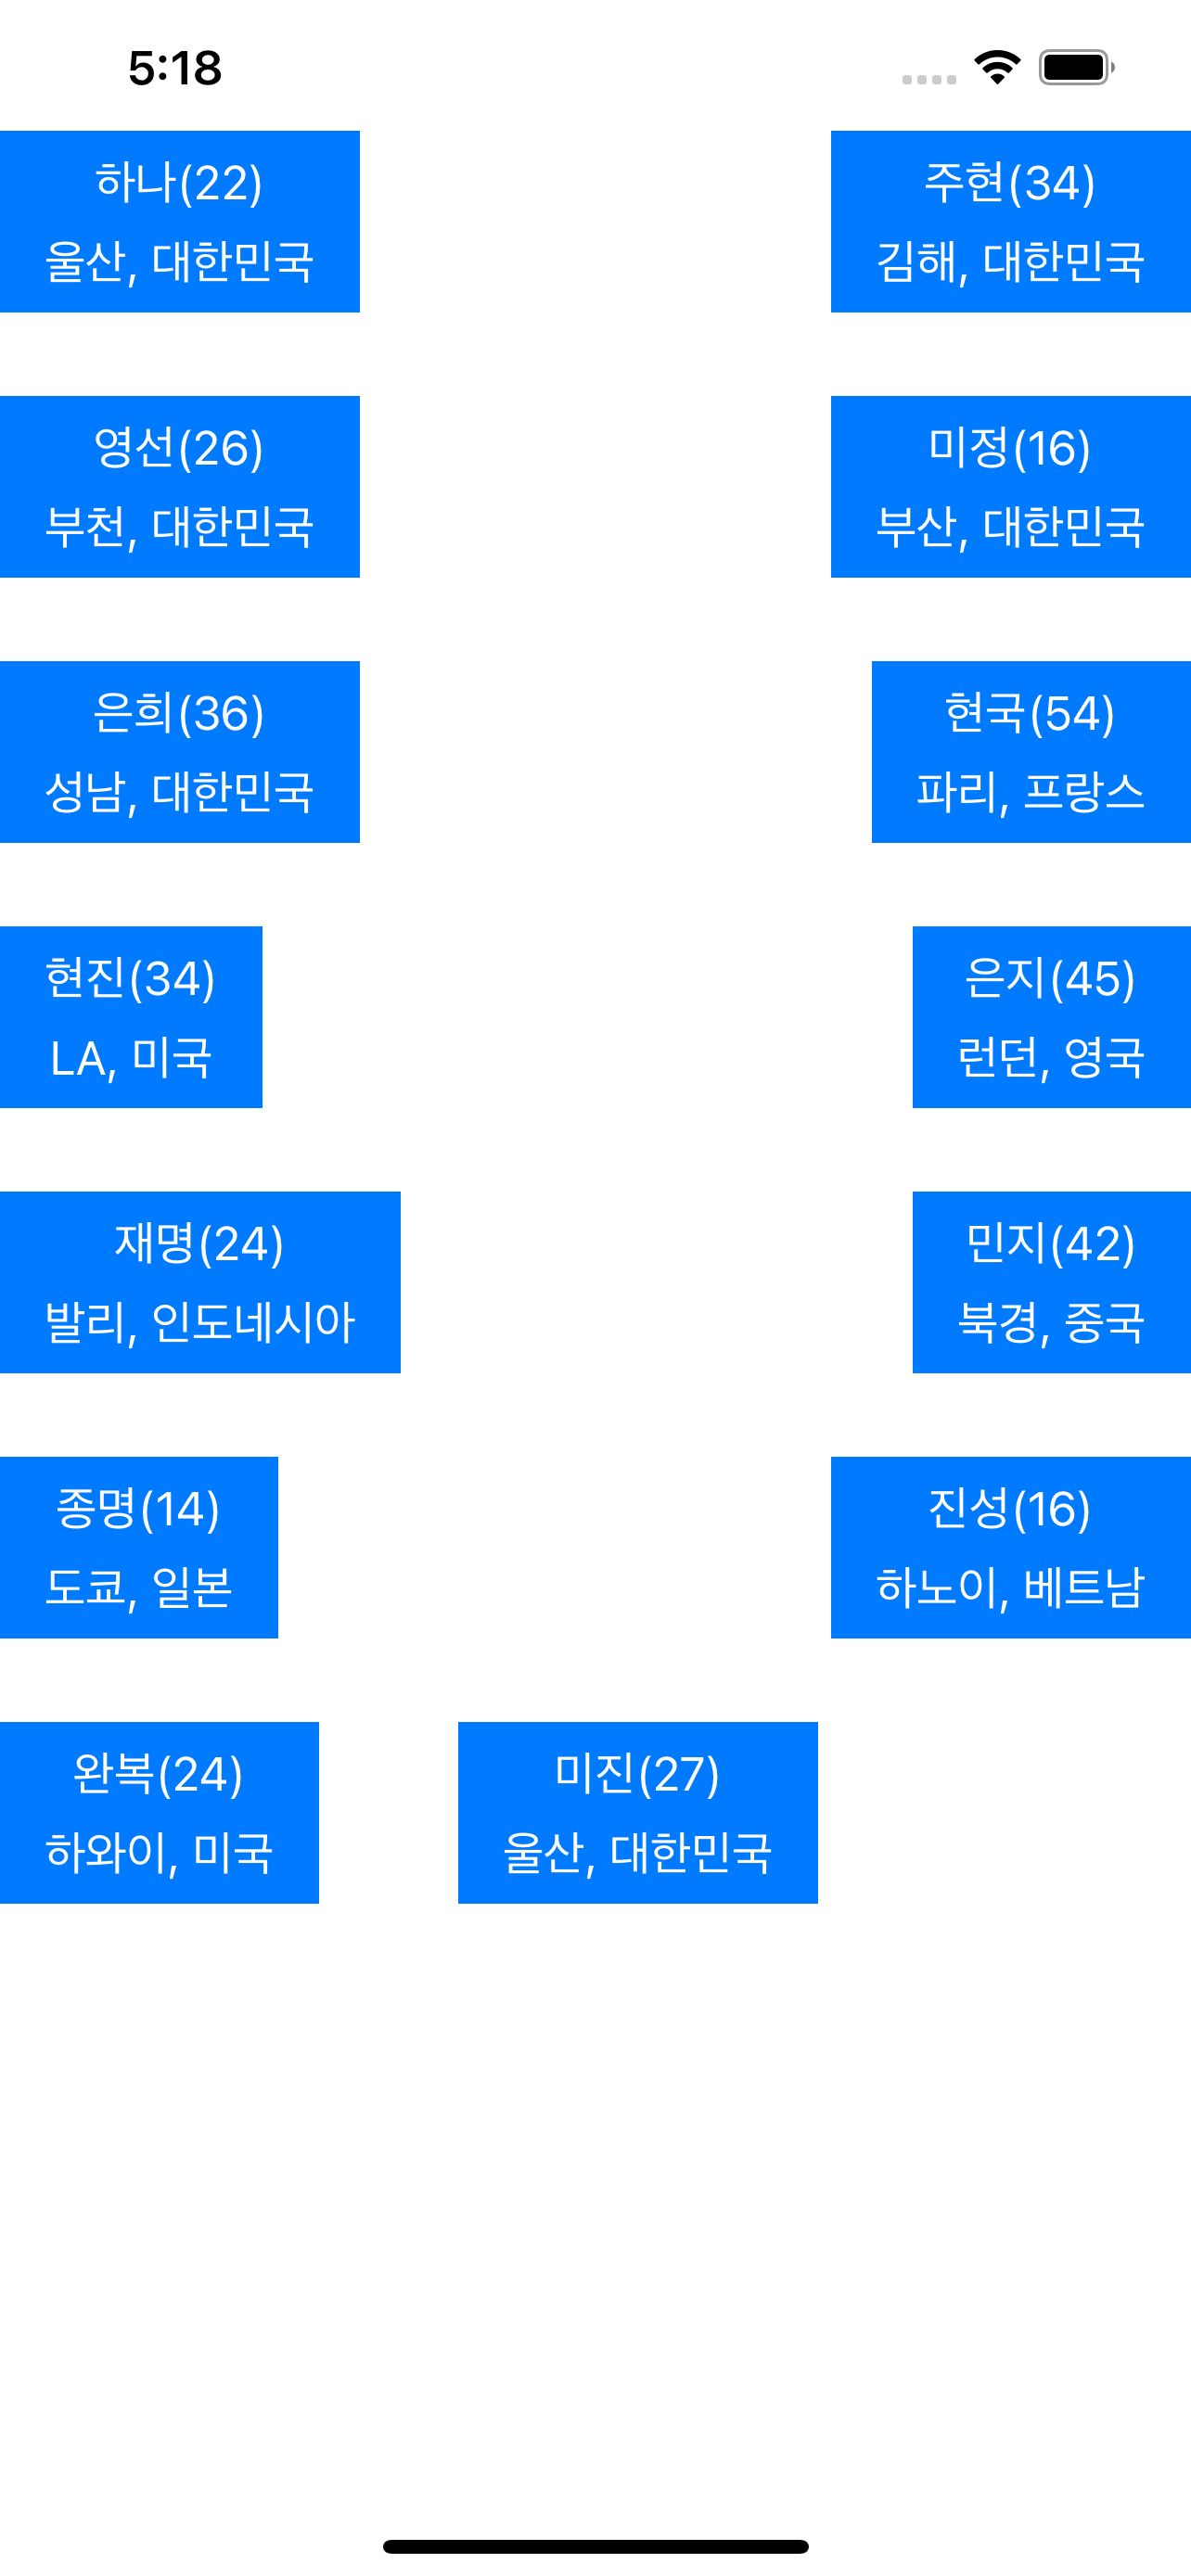 5:18
하나(22)
울산, 대한민국
주현(34)
김해, 대한민국
영선(26)
부천, 대한민국
미정(16)
부산, 대한민국
은희(36)
성남, 대한민국
현국(54)
파리, 프랑스
현진(34)
LA, 미국
은지(45)
런던, 영국
재명(24)
발리, 인도네시아
민지(42)
북경, 중국
종명(14)
도쿄, 일본
진성(16)
하노이, 베트남
완복(24)
하와이, 미국
미진(27)
울산, 대한민국